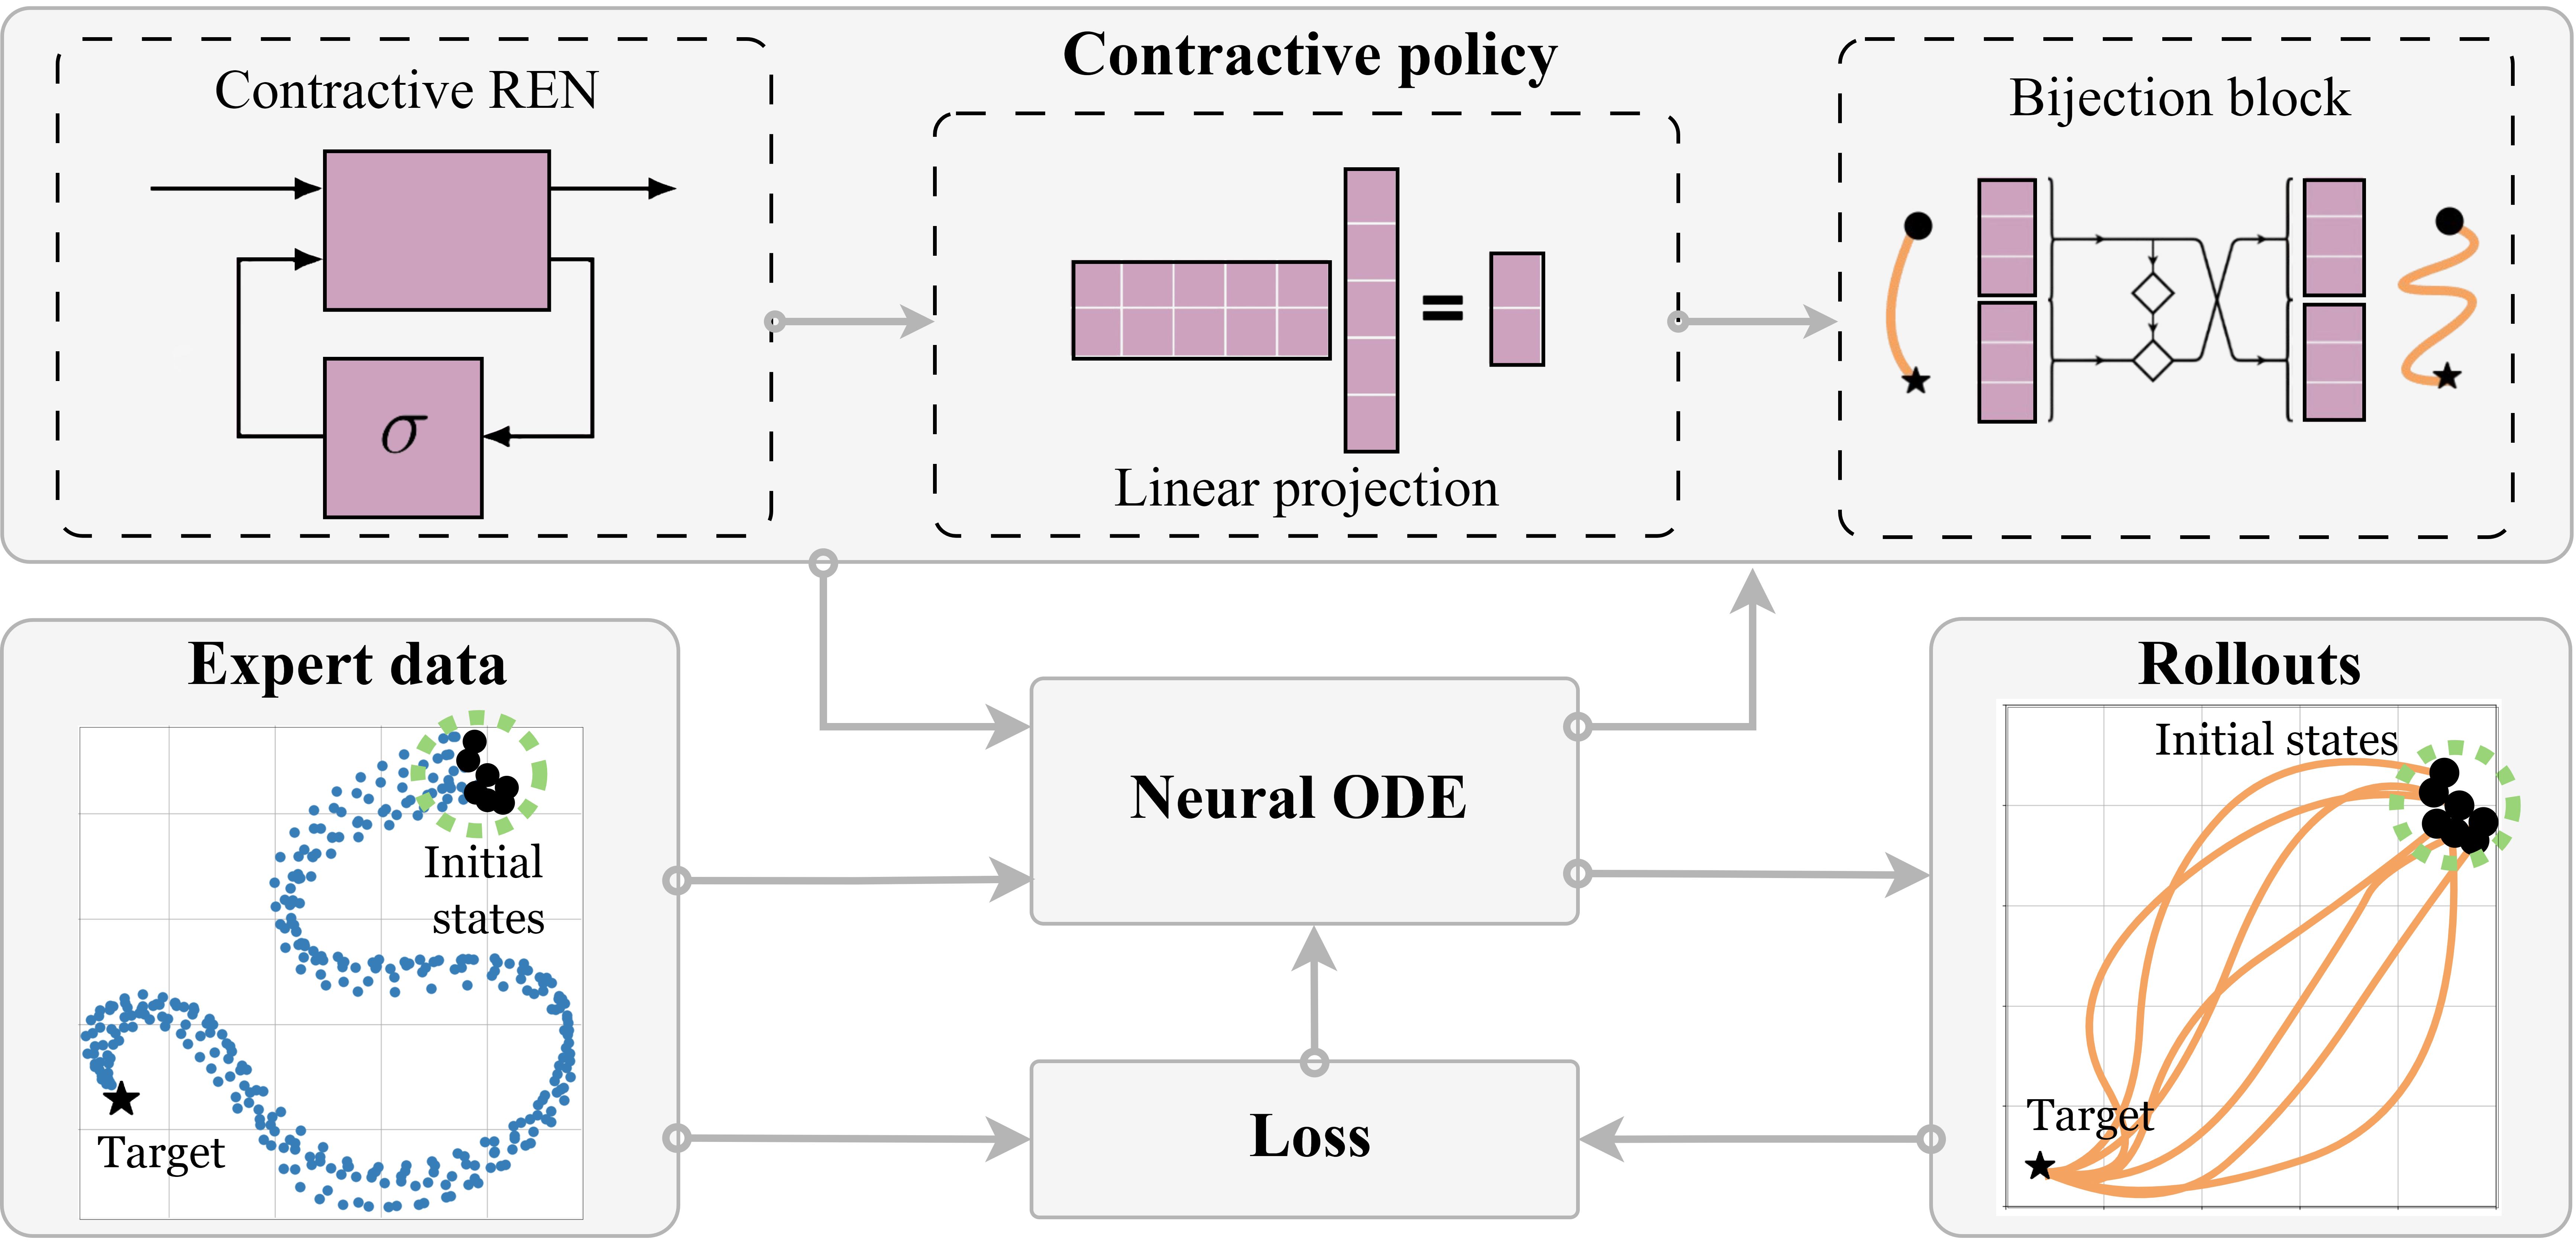 Contractive policy
Contractive REN
σ
Linear projection
Bijection block
Expert data
Initial
states
Target
Neural ODE
Loss
Rollouts
Initial states
Target